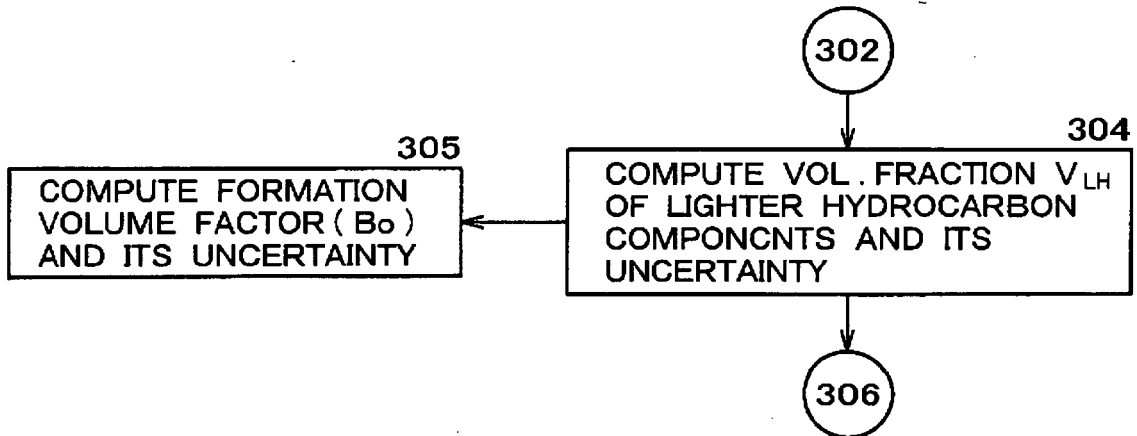 302
304
COMPUTE VOL. FRACTION VLH
OF LIGHTER HYDROCARBON
COMPONCNTS AND ITS
UNCERTAINTY
305
COMPUTE FORMATION
VOLUME FACTOR (Bo)
AND ITS UNCERTAINTY
306